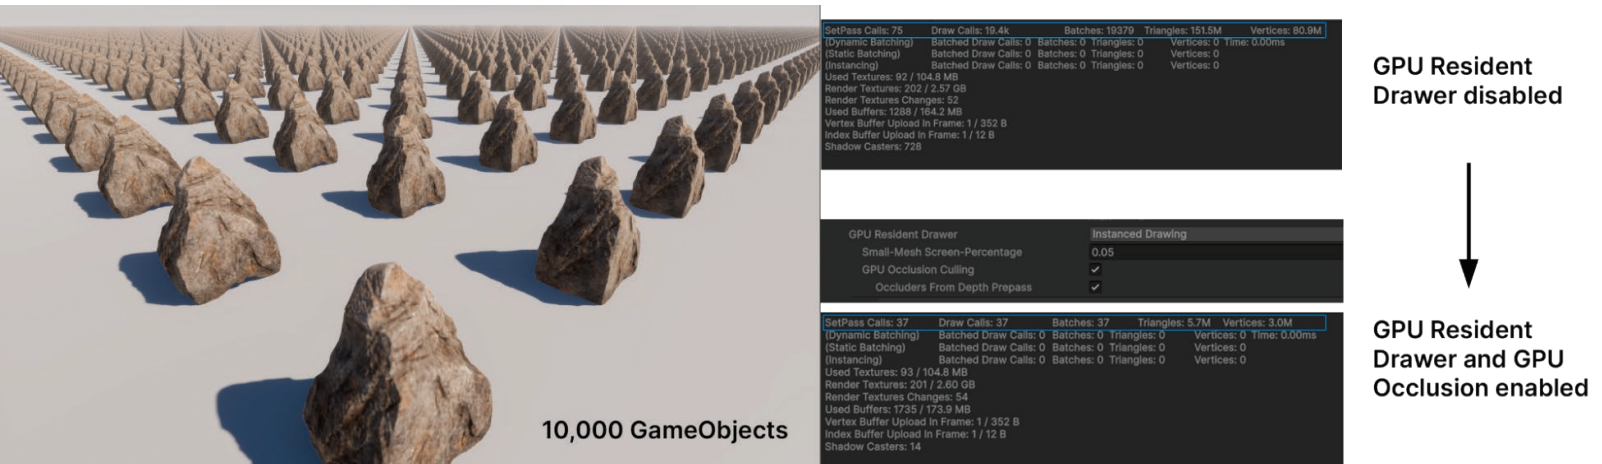 SetPass Calls: 75 Draw Calls: 19.4k Batches: 19379 Triangles: 151.5M Vertices: 80.9M
(Dynamic Batching) Batched Draw Calls: 0 Batches: 0 Triangles: 0 Vertices: 0 Time: 0.00ms
(Static Batching) Batched Draw Calls: 0 Batches: 0 Triangles: 0 Vertices: 0
(Instancing) Batched Draw Calls: 0 Batches: 0 Triangles: 0 Vertices: 0
Used Textures: 92 / 104.8 MB
Render Textures: 202 / 2.57 GB
Render Textures Changes: 52
Used Buffers: 1288 / 164.2 MB
Vertex Buffer Upload In Frame: 1 / 352 B
Index Buffer Upload In Frame: 1 / 12 B
Shadow Casters: 728
GPU Resident
Drawer disabled
GPU Resident Drawer Instanced Drawing
Small-Mesh Screen-Percentage 0.05
GPU Occlusion Culling
Occluders From Depth Prepass
SetPass Calls: 37 Draw Calls: 37 Batches: 37 Triangles: 5.7M Vertices: 3.0M
(Dynamic Batching) Batched Draw Calls: 0 Batches: 0 Triangles: 0 Vertices: 0 Time: 0.00ms
(Static Batching) Batched Draw Calls: 0 Batches: 0 Triangles: 0 Vertices: 0
(Instancing) Batched Draw Calls: 0 Batches: 0 Triangles: 0 Vertices: 0
Used Textures: 93 / 104.8 MB
Render Textures: 201 / 2.60 GB
Render Textures Changes: 54
Used Buffers: 1735 / 173.9 MB
Vertex Buffer Upload In Frame: 1 / 352 B
Index Buffer Upload In Frame: 1 / 12 B
Shadow Casters: 14
GPU Resident
Drawer and GPU
Occlusion enabled
10,000 GameObjects